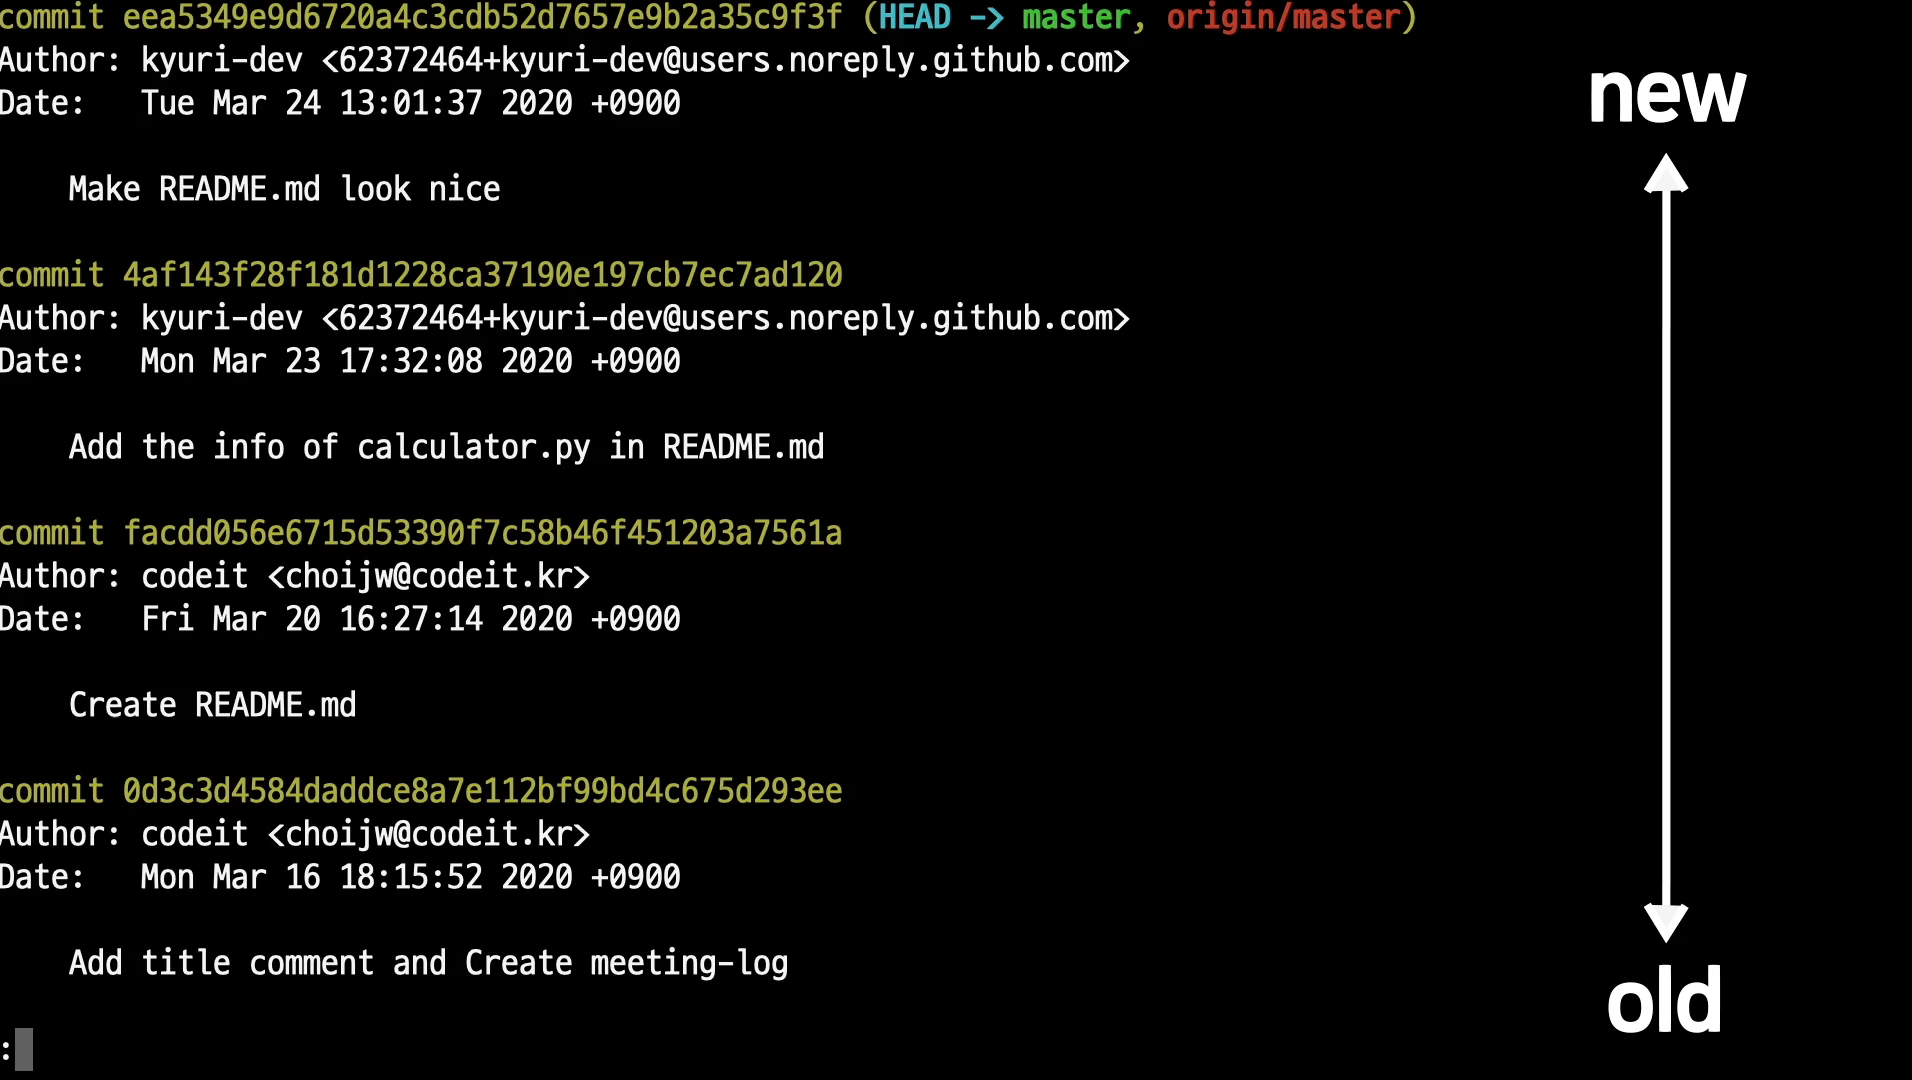 commit eea5349e9d6720a4c3cdb52d7657e9b2a35c9f3f (HEAD -> master, origin/master)
Author: kyuri-dev <62372464+kyuri-dev@users.noreply.github.com>
Date:   Tue Mar 24 13:01:37 2020 +0900
new
    Make README.md look nice
commit 4af143f28f181d1228ca37190e197cb7ec7ad120
Author: kyuri-dev <62372464+kyuri-dev@users.noreply.github.com>
Date:   Mon Mar 23 17:32:08 2020 +0900
    Add the info of calculator.py in README.md
commit facdd056e6715d53390f7c58b46f451203a7561a
Author: codeit <choijw@codeit.kr>
Date:   Fri Mar 20 16:27:14 2020 +0900
    Create README.md
commit 0d3c3d4584daddce8a7e112bf99bd4c675d293ee
Author: codeit <choijw@codeit.kr>
Date:   Mon Mar 16 18:15:52 2020 +0900
    Add title comment and Create meeting-log
old
: